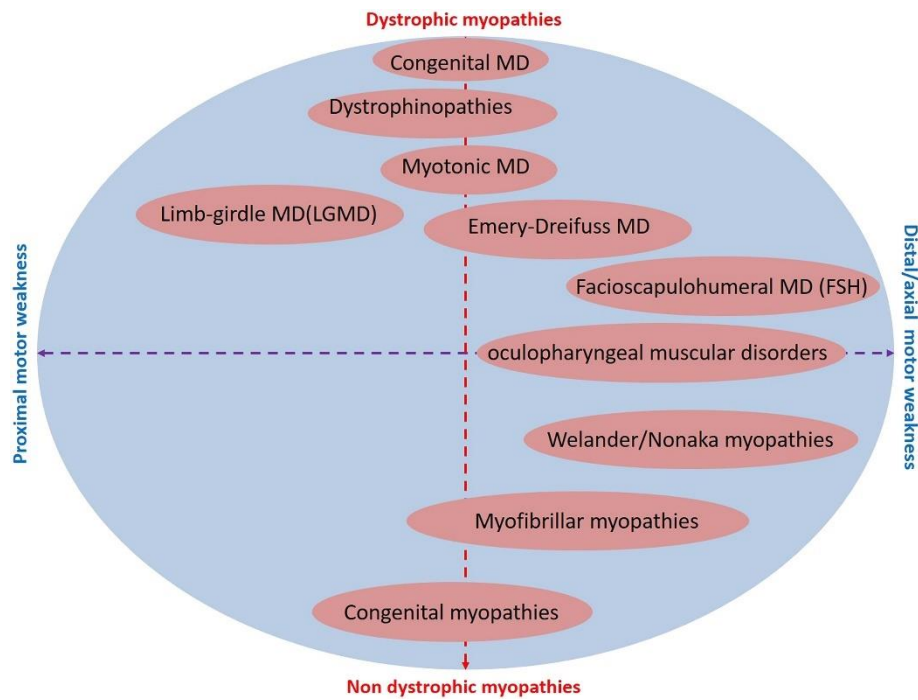 Dystrophic myopathies
Congenital MD
Dystrophinopathies
Myotonic MD
Limb-girdle MD(LGMD)
Emery-Dreifuss MD
Facioscapulohumeral MD (FSH)
oculopharyngeal muscular disorders
Welander/Nonaka myopathies
Myofibrillar myopathies
Congenital myopathies
Non dystrophic myopathies
Proximal motor weakness
Distal/axial motor weakness